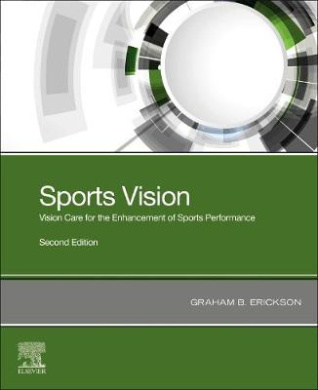 Sports Vision
Vision Care for the Enhancement of Sports Performance
Second Edition
GRAHAM B. ERICKSON
ELSEVIER